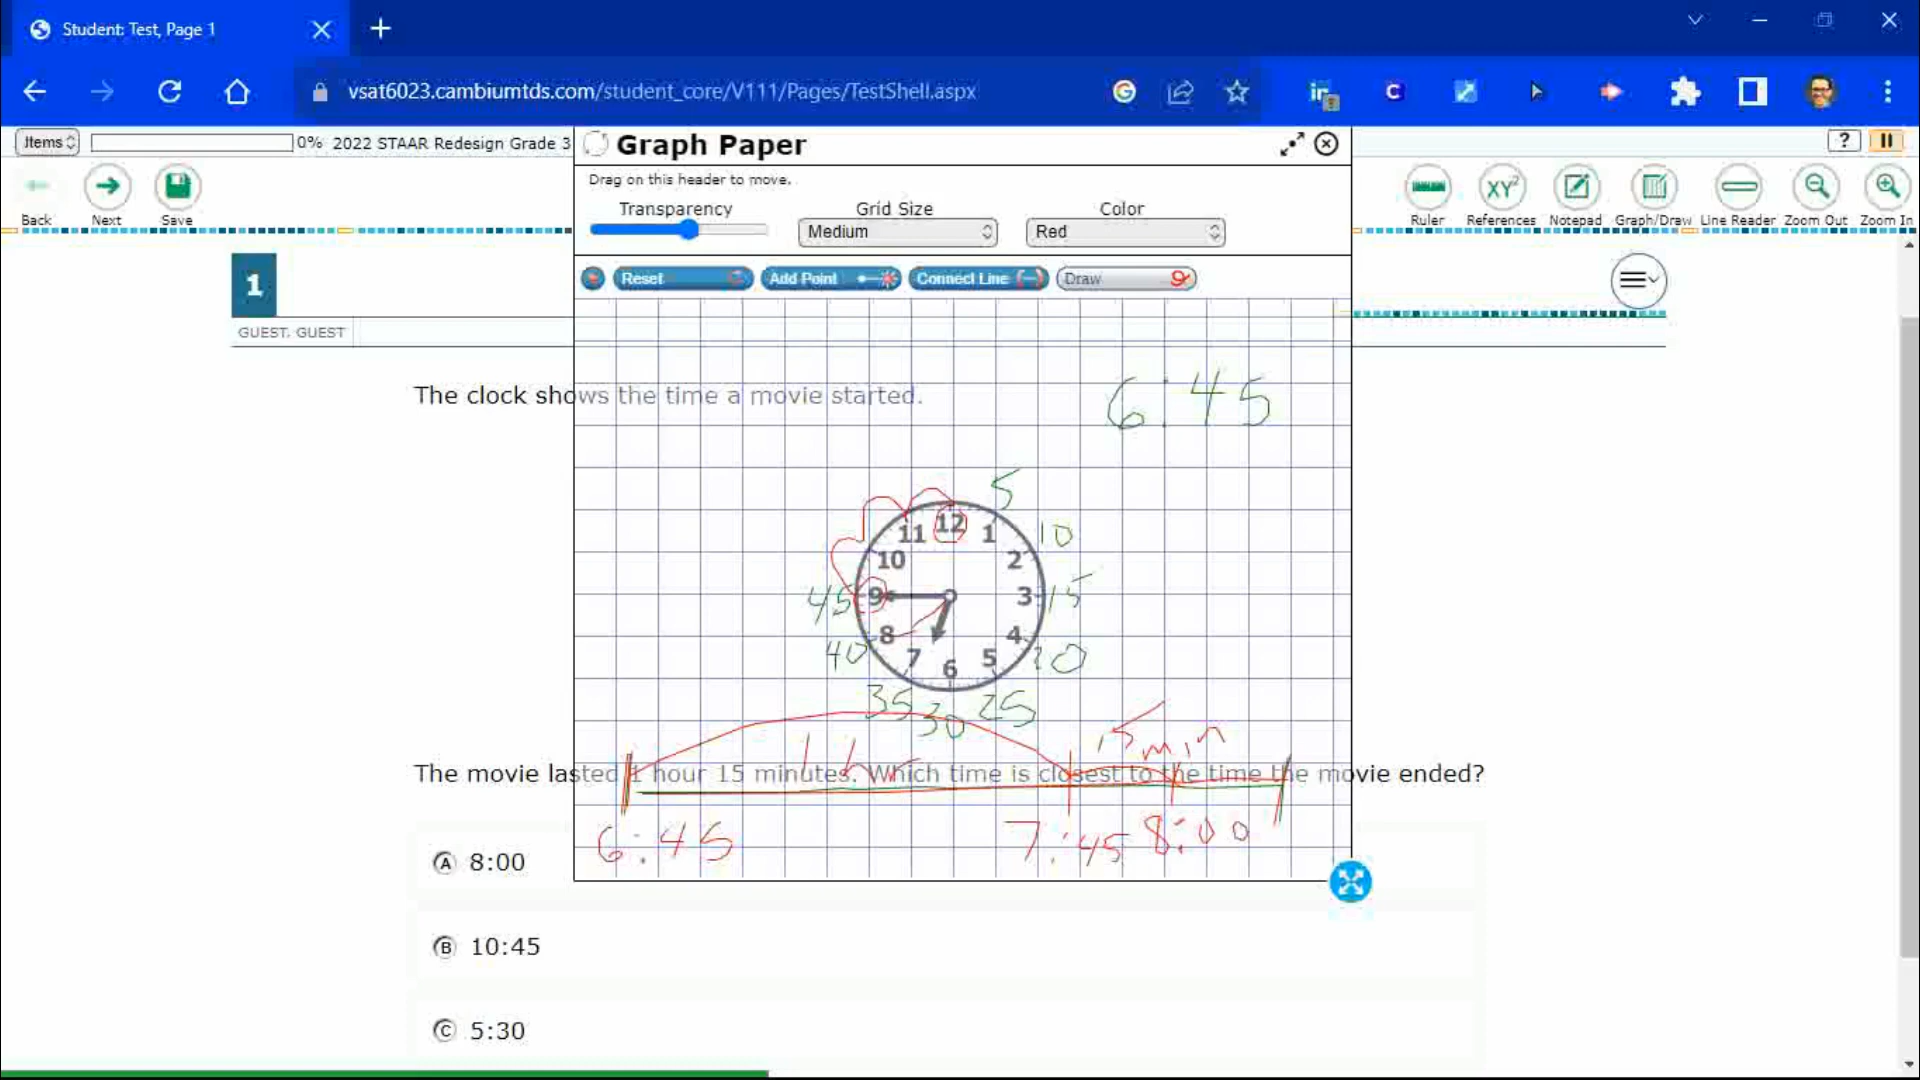 Student: Test, Page 1
vsat6023.cambiumtds.com/student_core/V111/Pages/TestShell.aspx
Items 0% 2022 STAAR Redesign Grade 3
Graph Paper
?
Drag on this header to move.
Back Next Save
Transparency Grid Size Color
Medium Red
Ruler References Notepad Graph/Draw Line Reader Zoom Out Zoom In
XY²
Reset Add Point Connect Line Draw
1
GUEST, GUEST
The clock shows the time a movie started.
6:45
5
12
11 1 10
10 2
45 9 3 15
8 4
40 7 5 20
6
35 30 25
1 hr 15 min
The movie lasted 1 hour 15 minutes. Which time is closest to the time the movie ended?
6:45 7:45 8:00
A 8:00
B 10:45
C 5:30